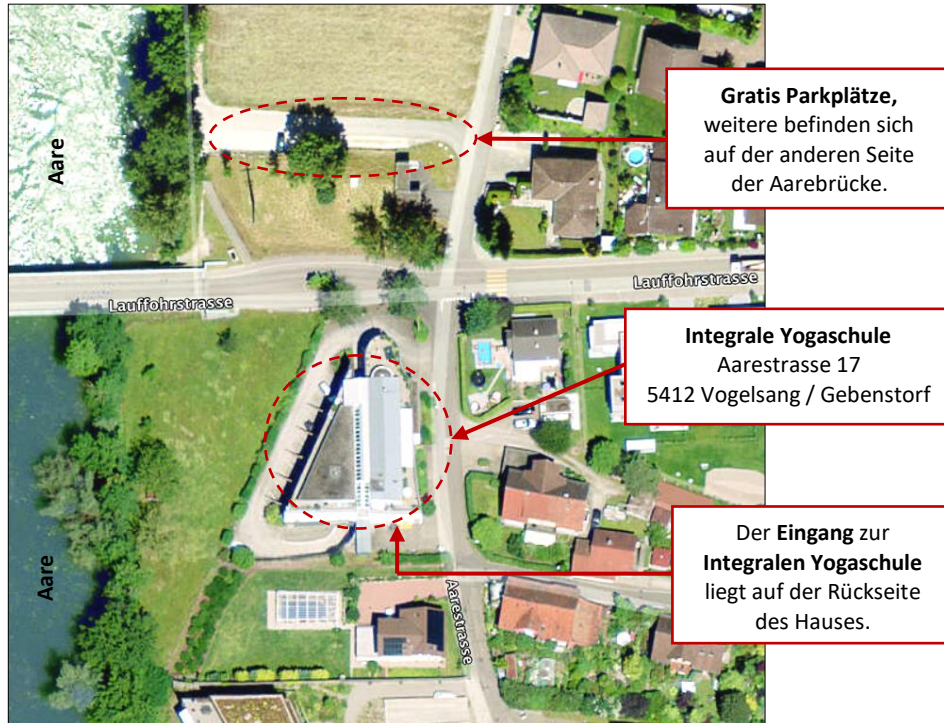 Aare
Gratis Parkplätze,
weitere befinden sich
auf der anderen Seite
der Aarebrücke.
Lauffohrstrasse
Lauffohrstrasse
Integrale Yogaschule
Aarestrasse 17
5412 Vogelsang / Gebenstorf
Der Eingang zur
Integralen Yogaschule
liegt auf der Rückseite
des Hauses.
Aare
Aarestrasse